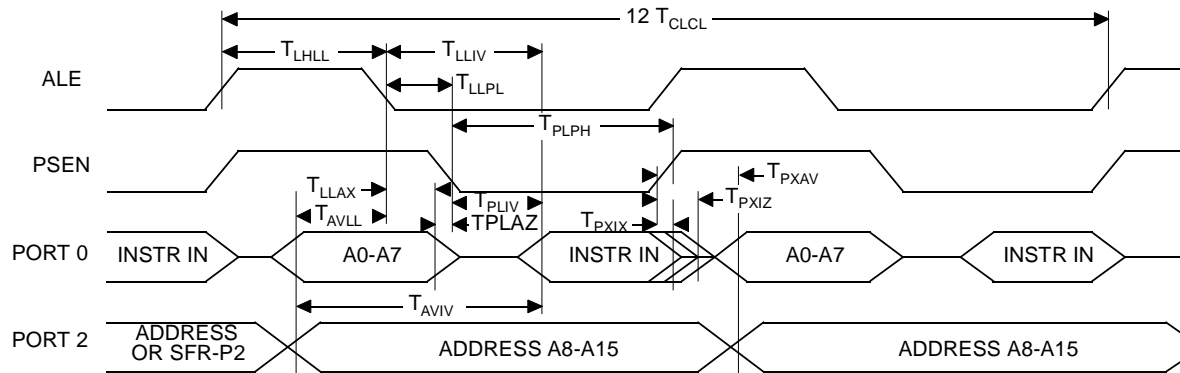 12 TCLCL
TLHLL
TLLIV
ALE
TLLPL
TPLPH
PSEN
TPXAV
TLLAX
TPLIV
TPXIZ
TAVLL
TPLAZ
TPXIX
PORT 0
INSTR IN
A0-A7
INSTR IN
A0-A7
INSTR IN
TAVIV
PORT 2
ADDRESS
OR SFR-P2
ADDRESS A8-A15
ADDRESS A8-A15